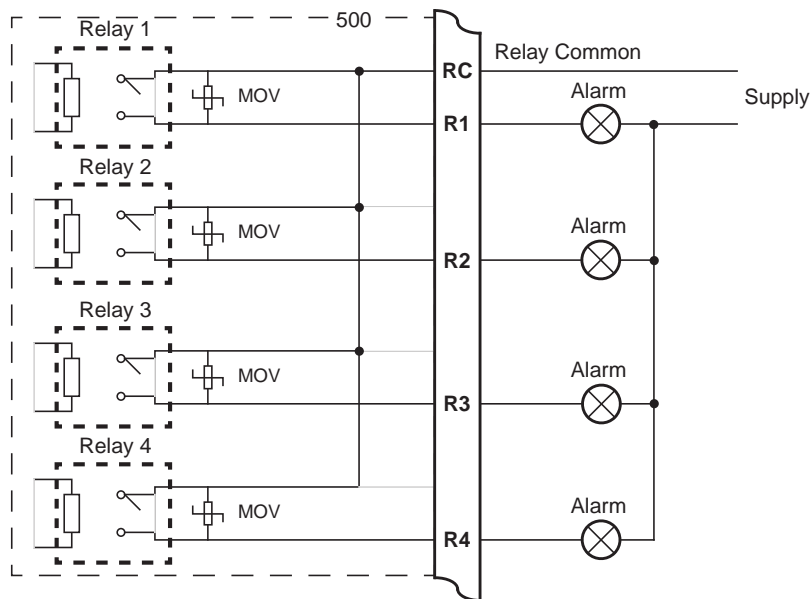 Relay 1
500
Relay Common
RC
MOV
Alarm
Supply
R1
Relay 2
MOV
Alarm
R2
Relay 3
MOV
Alarm
R3
Relay 4
MOV
Alarm
R4